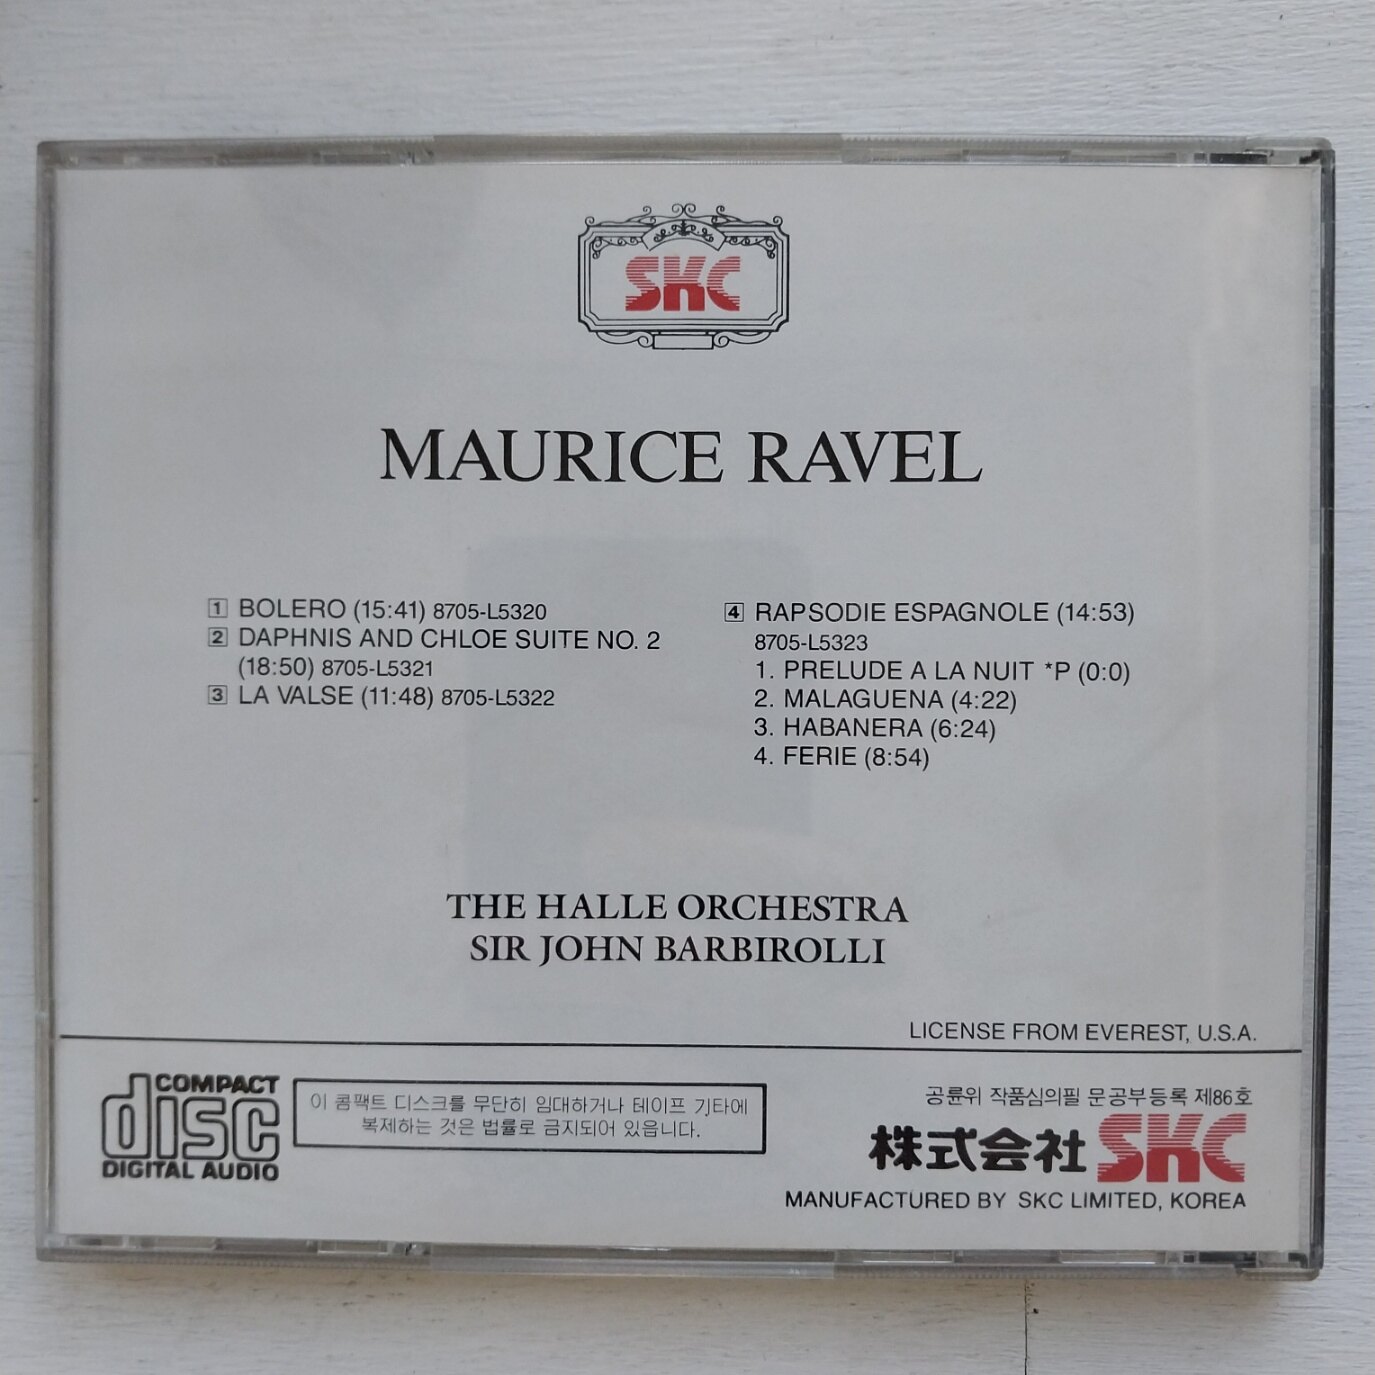 SKC
MAURICE RAVEL
1 BOLERO (15:41) 8705-L5320
2 DAPHNIS AND CHLOE SUITE NO. 2
(18:50) 8705-L5321
3 LA VALSE (11:48) 8705-L5322
4 RAPSODIE ESPAGNOLE (14:53)
8705-L5323
1. PRELUDE A LA NUIT *P (0:0)
2. MALAGUENA (4:22)
3. HABANERA (6:24)
4. FERIE (8:54)
THE HALLE ORCHESTRA
SIR JOHN BARBIROLLI
LICENSE FROM EVEREST, U.S.A.
COMPACT
disc
DIGITAL AUDIO
이 콤팩트 디스크를 무단히 임대하거나 테이프 기타에
복제하는 것은 법률로 금지되어 있읍니다.
공륜위 작품심의필 문공부등록 제86호
株式会社 SKC
MANUFACTURED BY SKC LIMITED, KOREA